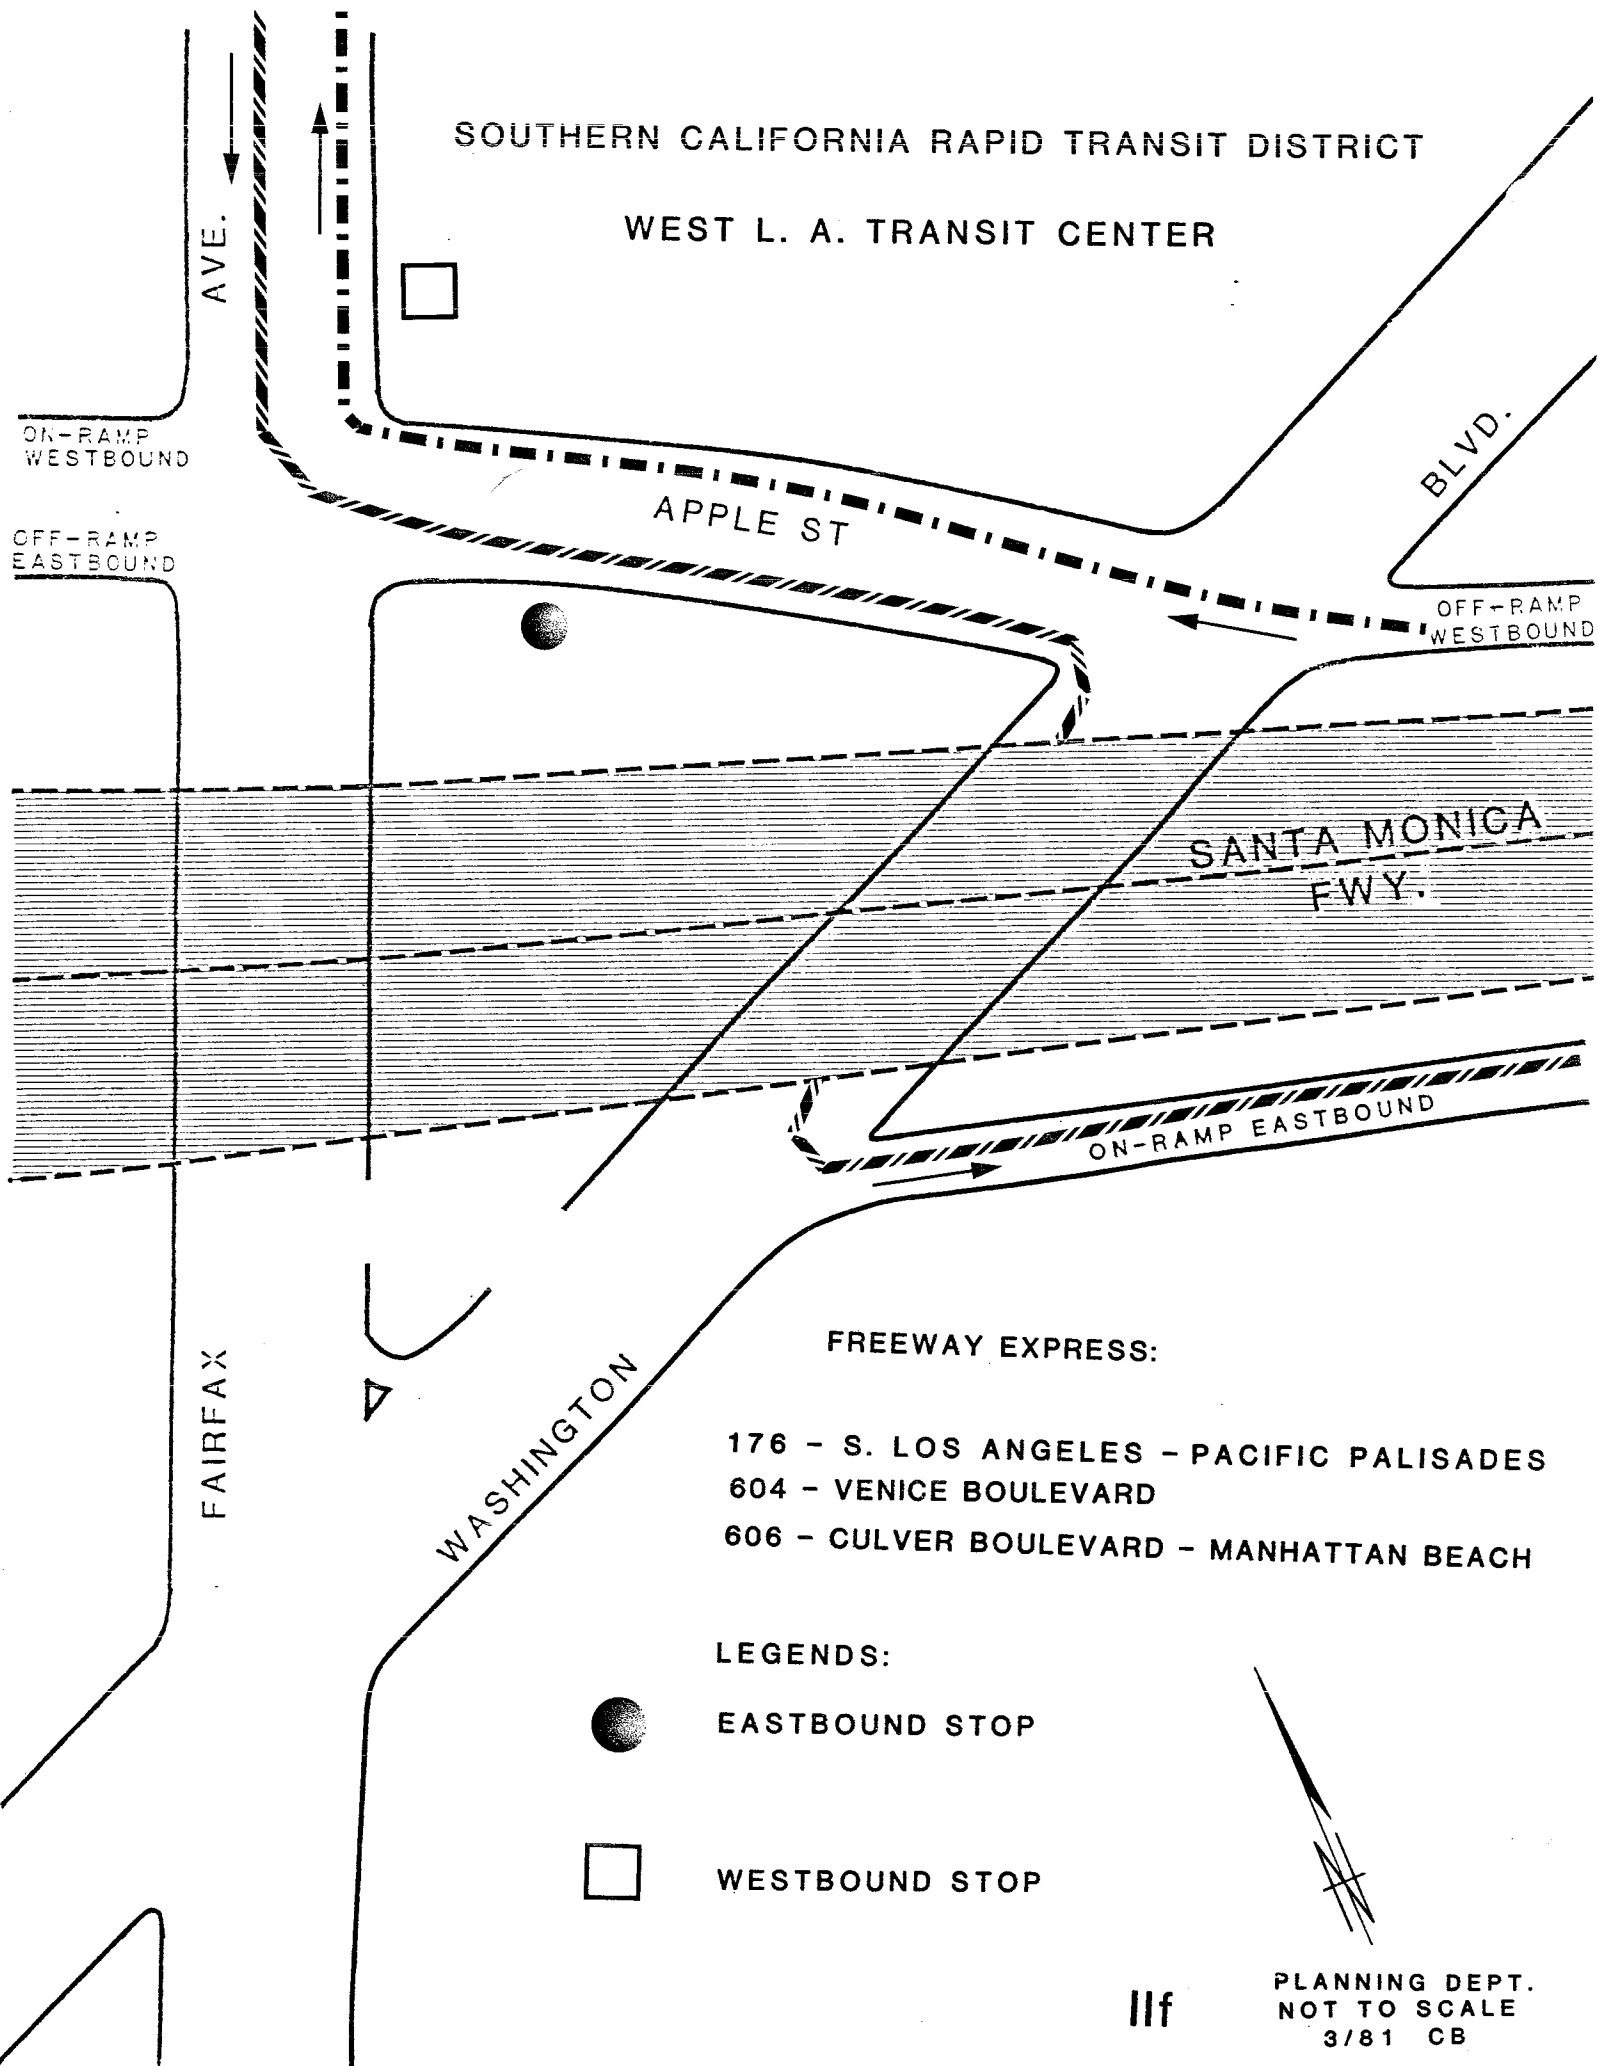 SOUTHERN CALIFORNIA RAPID TRANSIT DISTRICT
WEST L. A. TRANSIT CENTER
AVE.
ON-RAMP
WESTBOUND
OFF-RAMP
EASTBOUND
APPLE ST
BLVD.
OFF-RAMP
WESTBOUND
SANTA MONICA
FWY.
ON-RAMP EASTBOUND
FAIRFAX
WASHINGTON
FREEWAY EXPRESS:
176 - S. LOS ANGELES - PACIFIC PALISADES
604 - VENICE BOULEVARD
606 - CULVER BOULEVARD - MANHATTAN BEACH
LEGENDS:
EASTBOUND STOP
WESTBOUND STOP
N
IIf
PLANNING DEPT.
NOT TO SCALE
3/81 CB